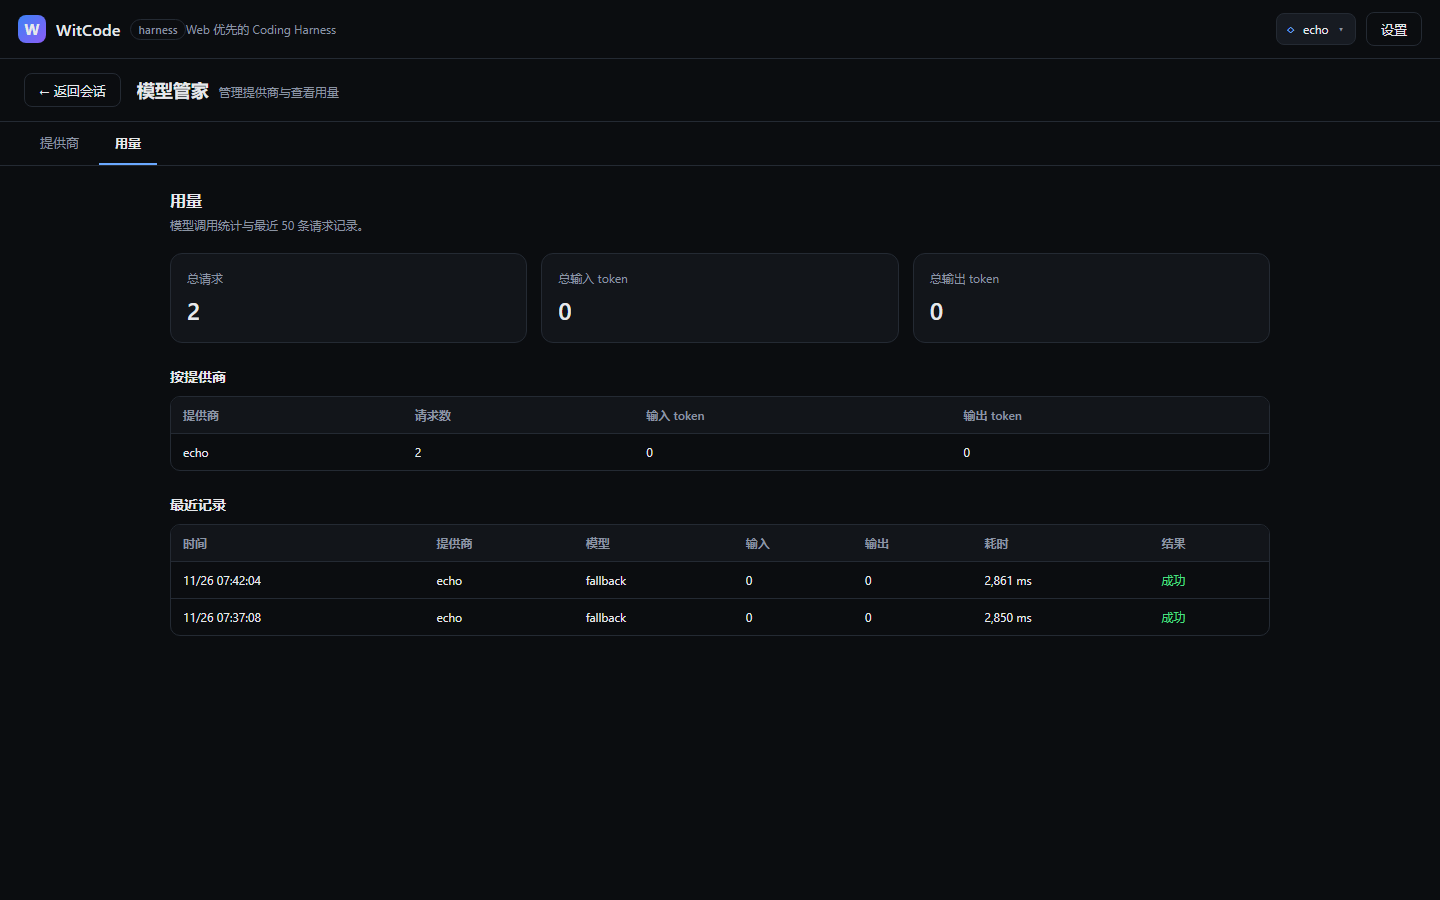 W WitCode harness Web 优先的 Coding Harness echo 设置
← 返回会话 模型管家 管理提供商与查看用量
提供商 用量
用量
模型调用统计与最近 50 条请求记录。
总请求 总输入 token 总输出 token
2 0 0
按提供商
提供商 请求数 输入 token 输出 token
echo 2 0 0
最近记录
时间 提供商 模型 输入 输出 耗时 结果
11/26 07:42:04 echo fallback 0 0 2,861 ms 成功
11/26 07:37:08 echo fallback 0 0 2,850 ms 成功